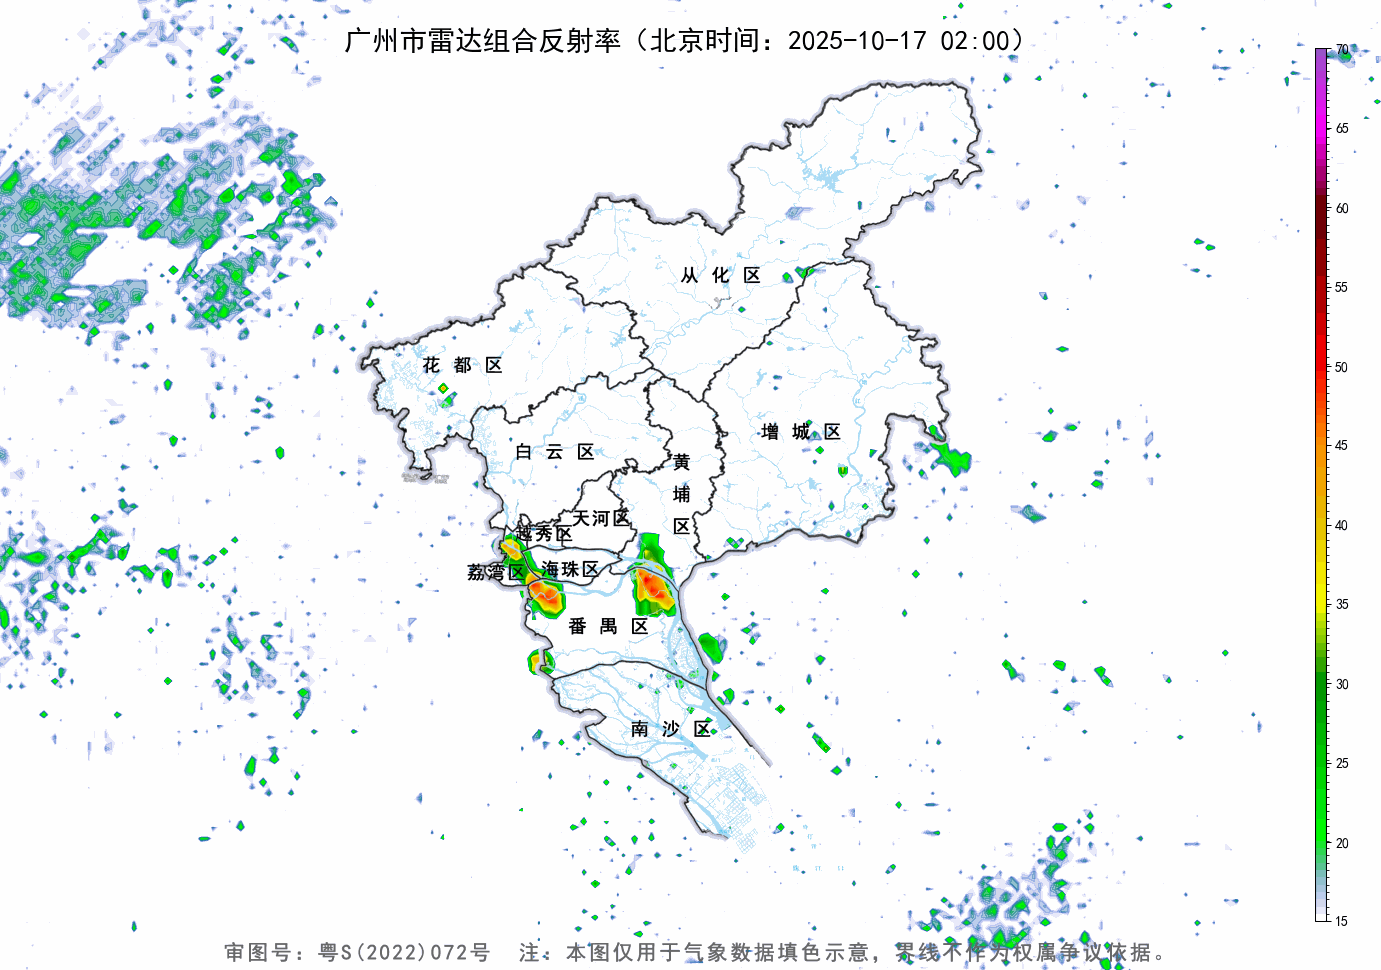 广州市雷达组合反射率（北京时间：2025-10-17 02:00）
70
65
60
55
50
45
40
35
30
25
20
15
从化区
花都区
增城区
白云区
黄埔区
天河区
越秀区
荔湾区
海珠区
番禺区
南沙区
审图号：粤S(2022)072号 注：本图仅用于气象数据填色示意，界线不作为权属争议依据。